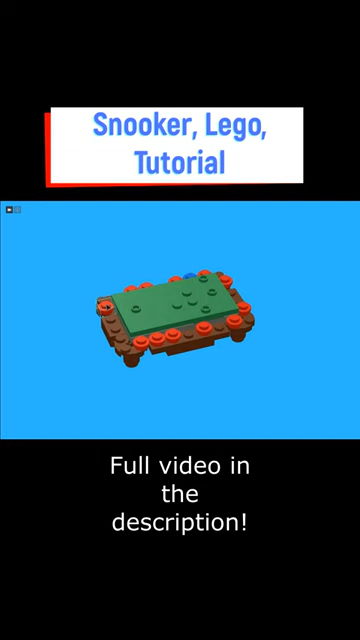 Snooker, Lego,
Tutorial
Full video in
the
description!